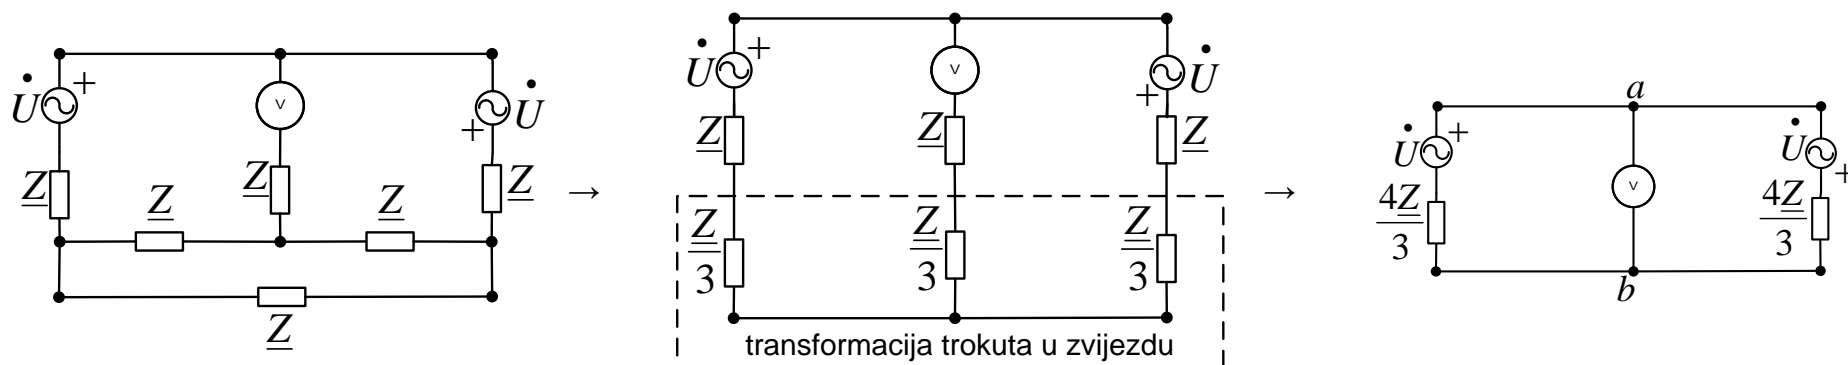 U̇ + V U̇ +
Z Z Z
Z Z
Z
→
U̇ + V U̇ +
Z Z Z
Z/3 Z/3 Z/3
transformacija trokuta u zvijezdu
→
a
U̇ + V U̇ +
4Z/3 4Z/3
b